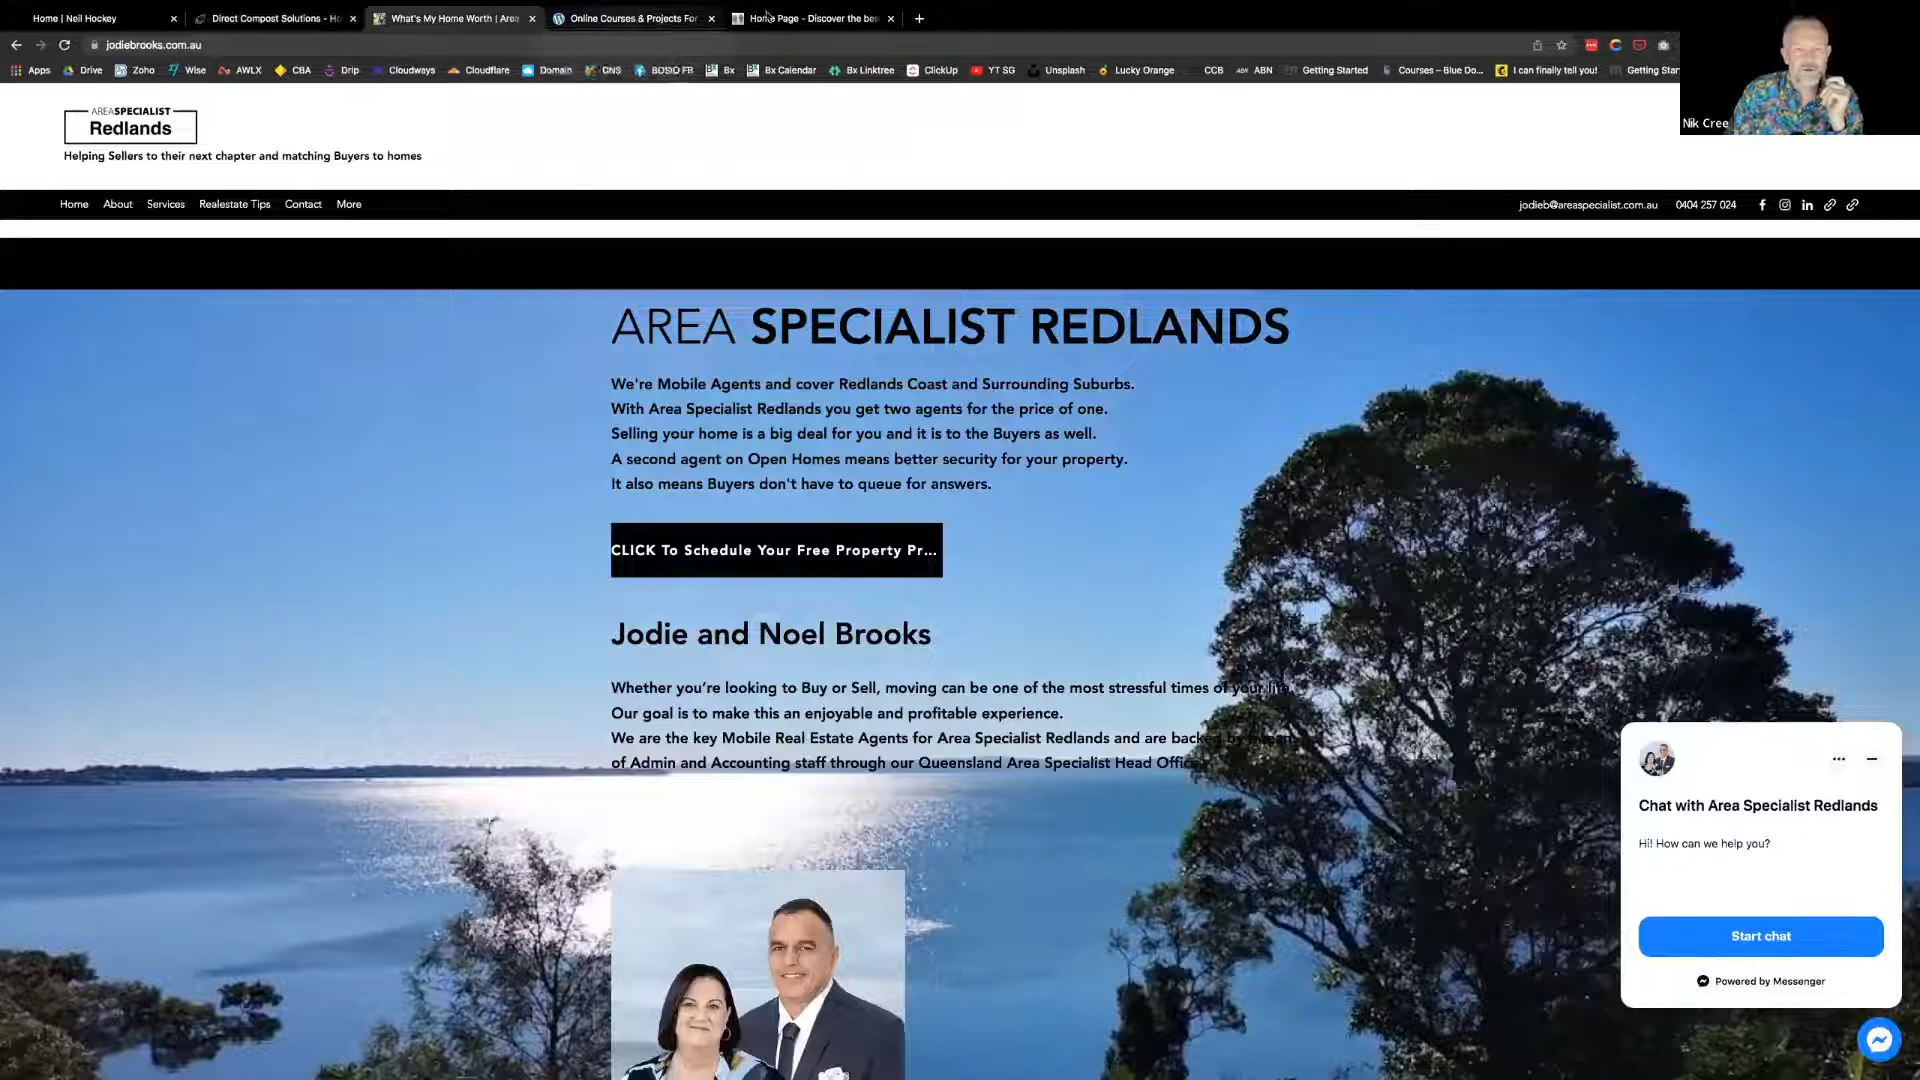 Home | Neil Hockey
Direct Compost Solutions - Ho
What's My Home Worth | Area
Online Courses & Projects For
Home Page - Discover the bes
jodiebrooks.com.au
Apps
Drive
Zoho
Wise
AWLX
CBA
Drip
Cloudways
Cloudflare
Domain
DNS
BOSIO FB
Bx
Bx Calendar
Bx Linktree
ClickUp
YT SG
Unsplash
Lucky Orange
CCB
ABN
Getting Started
Courses – Blue Do...
I can finally tell you!
Getting Star
Nik Cree
AREASPECIALIST
Redlands
Helping Sellers to their next chapter and matching Buyers to homes
Home About Services Realestate Tips Contact More
jodieb@areaspecialist.com.au 0404 257 024
AREA SPECIALIST REDLANDS
We're Mobile Agents and cover Redlands Coast and Surrounding Suburbs.
With Area Specialist Redlands you get two agents for the price of one.
Selling your home is a big deal for you and it is to the Buyers as well.
A second agent on Open Homes means better security for your property.
It also means Buyers don't have to queue for answers.
CLICK To Schedule Your Free Property Pr...
Jodie and Noel Brooks
Whether you're looking to Buy or Sell, moving can be one of the most stressful times of your life.
Our goal is to make this an enjoyable and profitable experience.
We are the key Mobile Real Estate Agents for Area Specialist Redlands and are backed by a team
of Admin and Accounting staff through our Queensland Area Specialist Head Office.
Chat with Area Specialist Redlands
Hi! How can we help you?
Start chat
Powered by Messenger